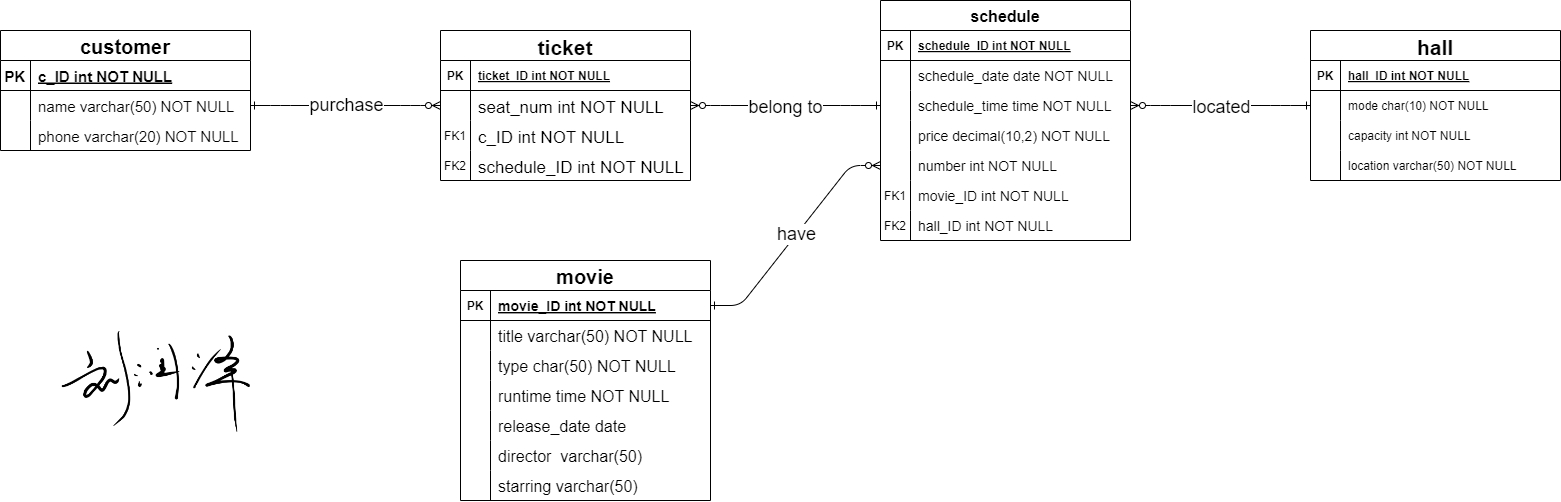 customer
PK c_ID int NOT NULL
name varchar(50) NOT NULL
phone varchar(20) NOT NULL
purchase
ticket
PK ticket_ID int NOT NULL
seat_num int NOT NULL
FK1 c_ID int NOT NULL
FK2 schedule_ID int NOT NULL
belong to
schedule
PK schedule_ID int NOT NULL
schedule_date date NOT NULL
schedule_time time NOT NULL
price decimal(10,2) NOT NULL
number int NOT NULL
FK1 movie_ID int NOT NULL
FK2 hall_ID int NOT NULL
located
hall
PK hall_ID int NOT NULL
mode char(10) NOT NULL
capacity int NOT NULL
location varchar(50) NOT NULL
have
movie
PK movie_ID int NOT NULL
title varchar(50) NOT NULL
type char(50) NOT NULL
runtime time NOT NULL
release_date date
director varchar(50)
starring varchar(50)
刘润泽